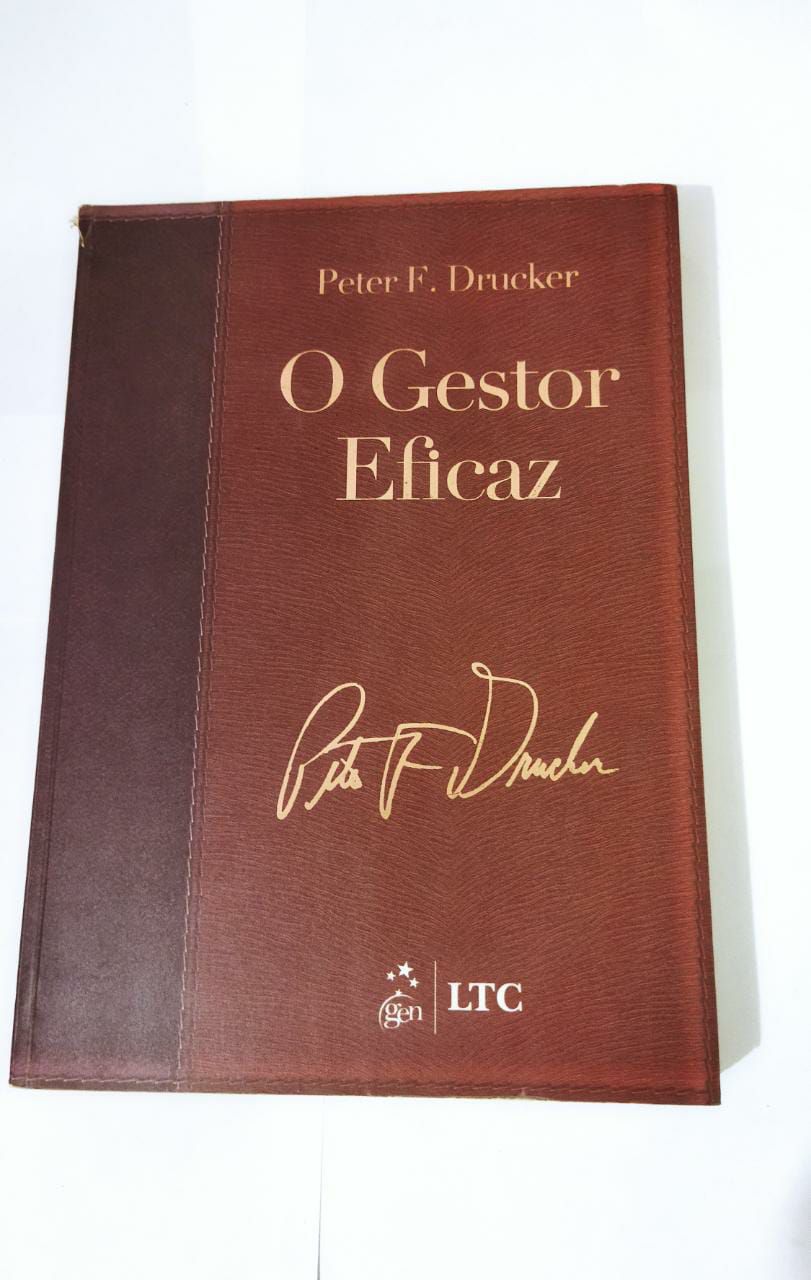 Peter F. Drucker
O Gestor
Eficaz
Peter F Drucker
gen LTC